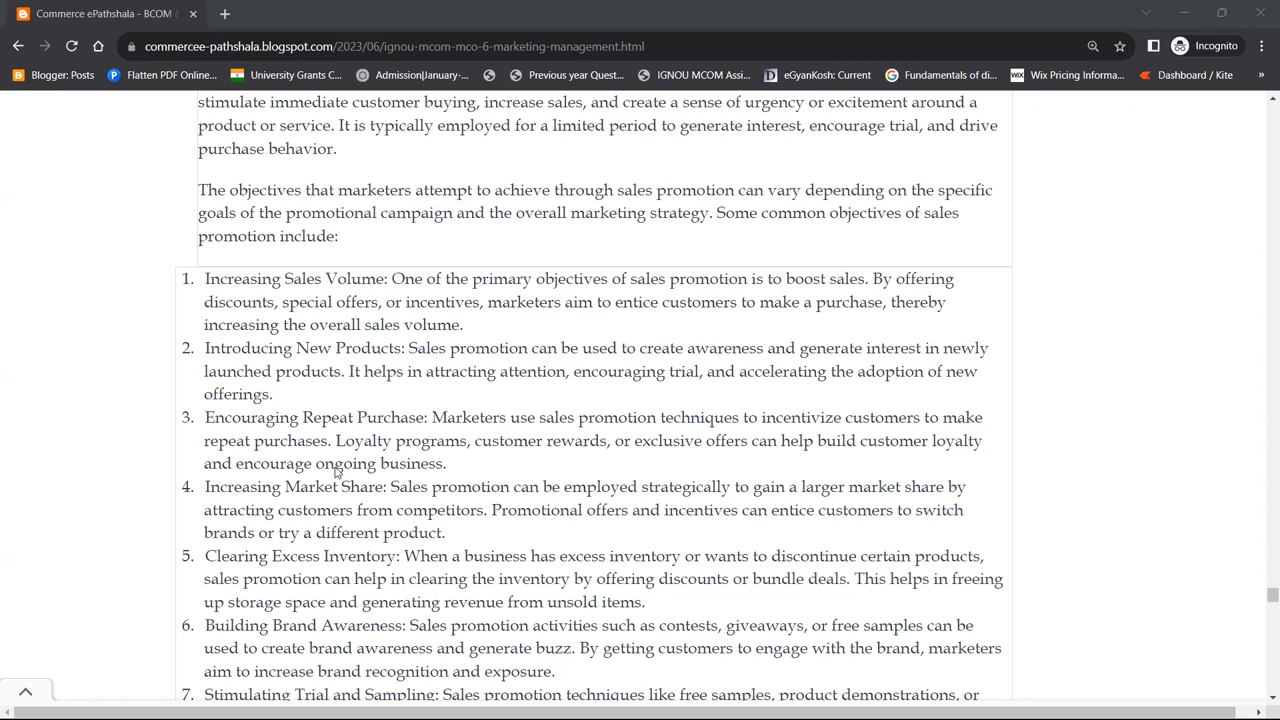 Commerce ePathshala - BCOM
commercee-pathshala.blogspot.com/2023/06/ignou-mcom-mco-6-marketing-management.html
Incognito
Blogger: Posts
Flatten PDF Online...
University Grants C...
Admission|January-...
Previous year Quest...
IGNOU MCOM Assi...
eGyanKosh: Current
Fundamentals of di...
Wix Pricing Informa...
Dashboard / Kite
»
stimulate immediate customer buying, increase sales, and create a sense of urgency or excitement around a
product or service. It is typically employed for a limited period to generate interest, encourage trial, and drive
purchase behavior.
The objectives that marketers attempt to achieve through sales promotion can vary depending on the specific
goals of the promotional campaign and the overall marketing strategy. Some common objectives of sales
promotion include:
1. Increasing Sales Volume: One of the primary objectives of sales promotion is to boost sales. By offering
discounts, special offers, or incentives, marketers aim to entice customers to make a purchase, thereby
increasing the overall sales volume.
2. Introducing New Products: Sales promotion can be used to create awareness and generate interest in newly
launched products. It helps in attracting attention, encouraging trial, and accelerating the adoption of new
offerings.
3. Encouraging Repeat Purchase: Marketers use sales promotion techniques to incentivize customers to make
repeat purchases. Loyalty programs, customer rewards, or exclusive offers can help build customer loyalty
and encourage ongoing business.
4. Increasing Market Share: Sales promotion can be employed strategically to gain a larger market share by
attracting customers from competitors. Promotional offers and incentives can entice customers to switch
brands or try a different product.
5. Clearing Excess Inventory: When a business has excess inventory or wants to discontinue certain products,
sales promotion can help in clearing the inventory by offering discounts or bundle deals. This helps in freeing
up storage space and generating revenue from unsold items.
6. Building Brand Awareness: Sales promotion activities such as contests, giveaways, or free samples can be
used to create brand awareness and generate buzz. By getting customers to engage with the brand, marketers
aim to increase brand recognition and exposure.
7. Stimulating Trial and Sampling: Sales promotion techniques like free samples, product demonstrations, or